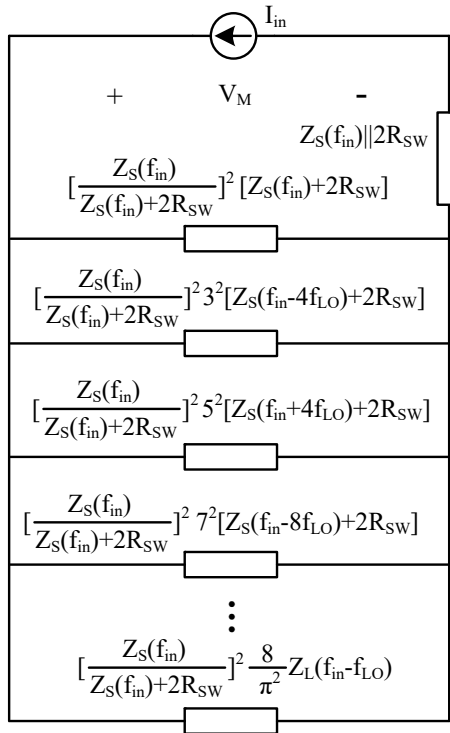 I_in
+ V_M -
Z_S(f_in)||2R_SW
[Z_S(f_in)/(Z_S(f_in)+2R_SW)]^2 [Z_S(f_in)+2R_SW]
[Z_S(f_in)/(Z_S(f_in)+2R_SW)]^2 3^2[Z_S(f_in-4f_LO)+2R_SW]
[Z_S(f_in)/(Z_S(f_in)+2R_SW)]^2 5^2[Z_S(f_in+4f_LO)+2R_SW]
[Z_S(f_in)/(Z_S(f_in)+2R_SW)]^2 7^2[Z_S(f_in-8f_LO)+2R_SW]
⋮
[Z_S(f_in)/(Z_S(f_in)+2R_SW)]^2 8/π^2 Z_L(f_in-f_LO)